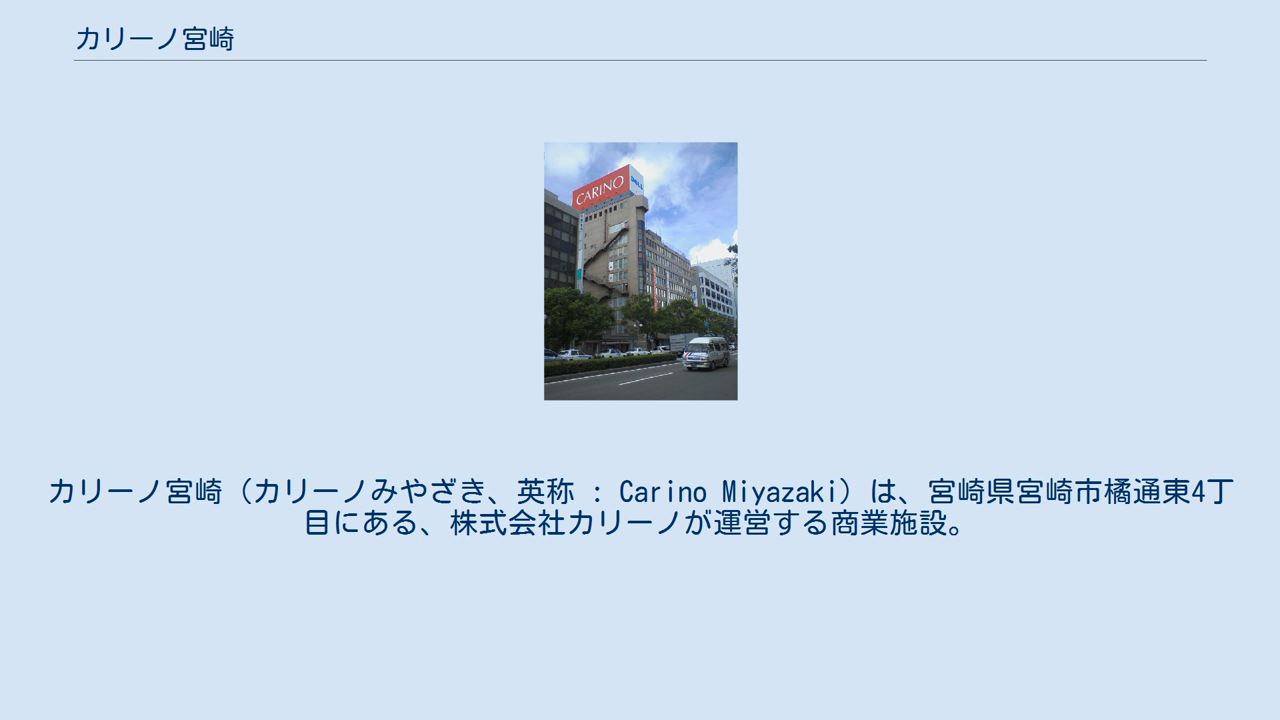 カリーノ宮崎
CARINO
カリーノ宮崎（カリーノみやざき、英称 : Carino Miyazaki）は、宮崎県宮崎市橘通東4丁
目にある、株式会社カリーノが運営する商業施設。